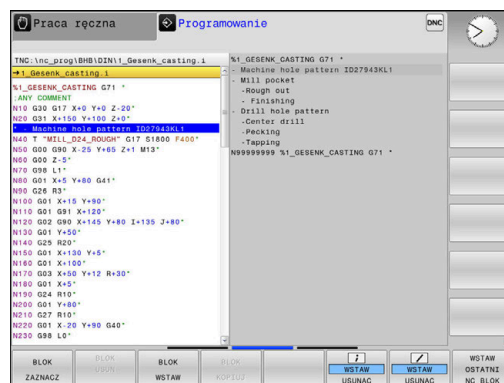 Praca ręczna
Programowanie
DNC
TNC:\nc_prog\BHB\DIN\1_Gesenk_casting.i
→1_Gesenk_casting.i
%1_GESENK_CASTING G71 *
;ANY COMMENT
N10 G30 G17 X+0 Y+0 Z-20*
N20 G31 X+150 Y+100 Z+0*
* - Machine hole pattern ID27943KL1
N40 T "MILL_D24_ROUGH" G17 S1800 F400*
N50 G00 G90 X-25 Y+65 Z+1 M13*
N60 G00 Z-5*
N70 G98 L1*
N80 G01 X+5 Y+80 G41*
N90 G26 R3*
N100 G01 X+15 Y+90*
N110 G01 G91 X+120*
N120 G02 G90 X+145 Y+80 I+135 J+80*
N130 G01 Y+50*
N140 G25 R20*
N150 G01 X+130 Y+5*
N160 G01 X+100*
N170 G03 X+50 Y+12 R+30*
N180 G01 X+5*
N190 G24 R10*
N200 G01 Y+80*
N210 G27 R10*
N220 G01 X-20 Y+90 G40*
N230 G98 L0*
%1_GESENK_CASTING G71 *
- Machine hole pattern ID27943KL1
- Mill pocket
-Rough out
- Finishing
- Drill hole pattern
-Center drill
-Pecking
-Tapping
N99999999 %1_GESENK_CASTING G71 *
BLOK
ZAZNACZ
BLOK
USUŃ
BLOK
WSTAW
BLOK
KOPIUJ
WSTAW
USUNAC
WSTAW
USUNAC
WSTAW
OSTATN.
NC BLOK